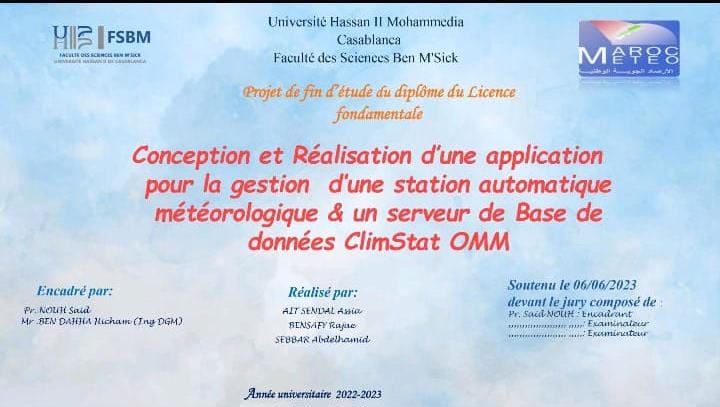 FSBM
FACULTÉ DES SCIENCES BEN M'SICK
UNIVERSITÉ HASSAN II DE CASABLANCA
Université Hassan II Mohammedia
Casablanca
Faculté des Sciences Ben M'Sick
MAROC
METEO
الأرصاد الجوية الوطنية
Projet de fin d'étude du diplôme du Licence
fondamentale
Conception et Réalisation d'une application
pour la gestion d'une station automatique
météorologique & un serveur de Base de
données ClimStat OMM
Encadré par:
Pr. NOUH Said
Mr .BEN DAHHA Hicham (Ing DGM)
Réalisé par:
AIT SENDAL Assia
BENSAFY Rajae
SEBBAR Abdelhamid
Soutenu le 06/06/2023
devant le jury composé de :
Pr. Said NOUH : Encadrant
,,,,,,,,,,,,,,,,,, ,,,,,: Examinateur
,,,,,,,,,,,,,,,,,, ,,,,,,: Examinateur
Année universitaire 2022-2023